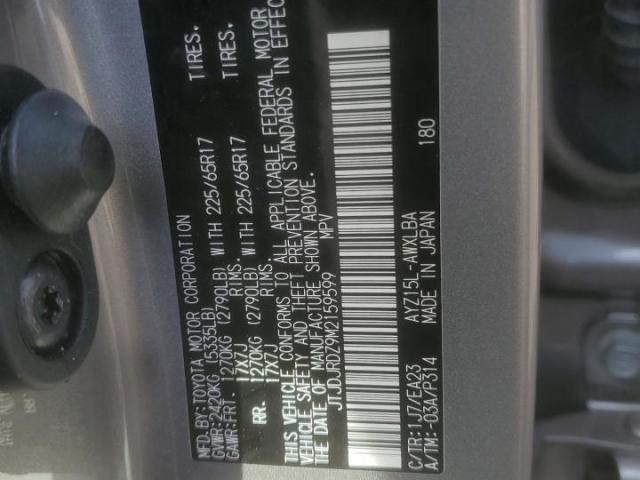 MFD.BY:TOYOTA MOTOR CORPORATION
GVWR:2420KG (5335LB)
GAWR:FRT. 1270KG (2790LB) WITH 225/65R17 TIRES.
17X7J RIMS.
RR. 1270KG (2790LB) WITH 225/65R17 TIRES.
17X7J RIMS.
THIS VEHICLE CONFORMS TO ALL APPLICABLE FEDERAL MOTOR
VEHICLE SAFETY AND THEFT PREVENTION STANDARDS IN EFFEC
THE DATE OF MANUFACTURE SHOWN ABOVE.
JTJDJRDZ9M2159599 MPV
C/TR:1J7/EA23 AYZ15L-AWXLBA 180
A/TM:-03A/P314 MADE IN JAPAN